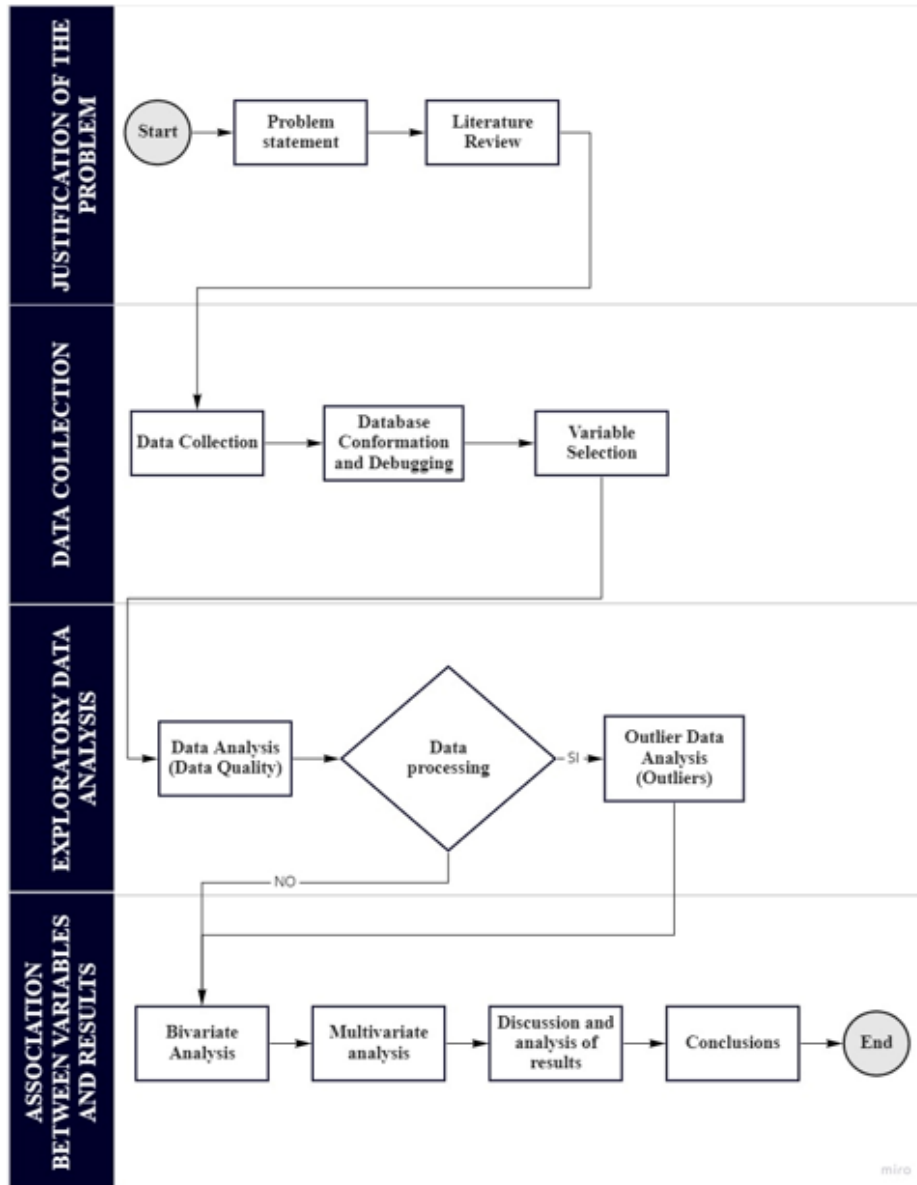 JUSTIFICATION OF THE
PROBLEM
Start
Problem
statement
Literature
Review
DATA COLLECTION
Data Collection
Database
Conformation
and Debugging
Variable
Selection
EXPLORATORY DATA
ANALYSIS
Data Analysis
(Data Quality)
Data
processing
SI
Outlier Data
Analysis
(Outliers)
NO
ASSOCIATION
BETWEEN VARIABLES
AND RESULTS
Bivariate
Analysis
Multivariate
analysis
Discussion and
analysis of
results
Conclusions
End
miro